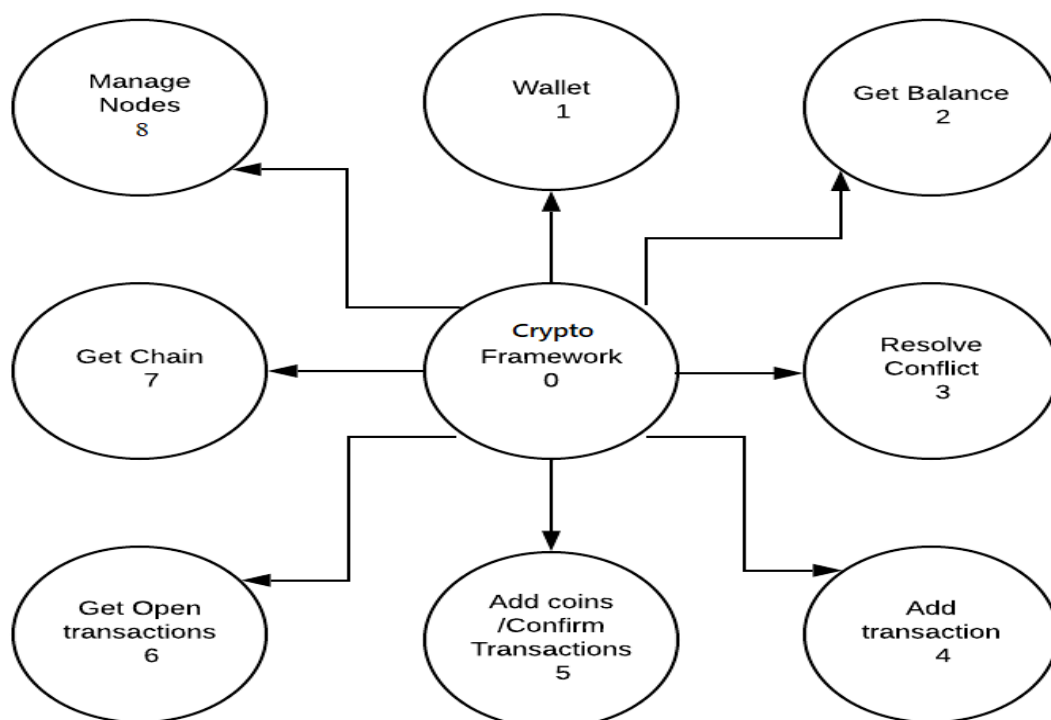 Manage
Nodes
8
Wallet
1
Get Balance
2
Get Chain
7
Crypto
Framework
0
Resolve
Conflict
3
Get Open
transactions
6
Add coins
/Confirm
Transactions
5
Add
transaction
4